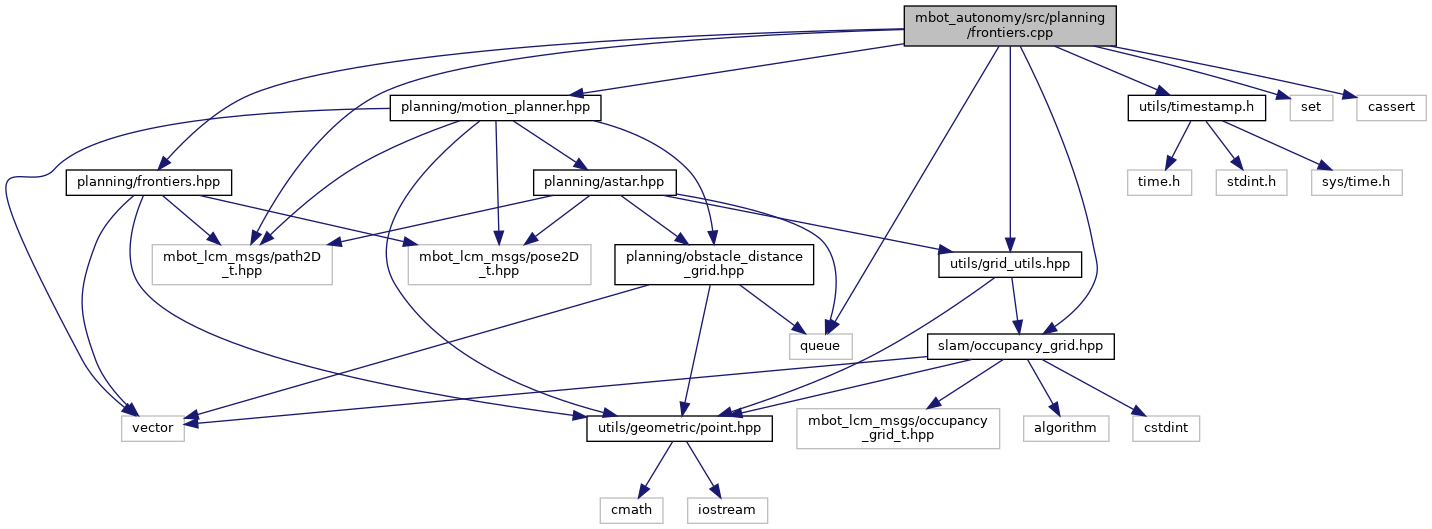 mbot_autonomy/src/planning
/frontiers.cpp
planning/motion_planner.hpp
utils/timestamp.h
set
cassert
planning/frontiers.hpp
planning/astar.hpp
time.h
stdint.h
sys/time.h
mbot_lcm_msgs/path2D
_t.hpp
mbot_lcm_msgs/pose2D
_t.hpp
planning/obstacle_distance
_grid.hpp
utils/grid_utils.hpp
queue
slam/occupancy_grid.hpp
vector
utils/geometric/point.hpp
mbot_lcm_msgs/occupancy
_grid_t.hpp
algorithm
cstdint
cmath
iostream